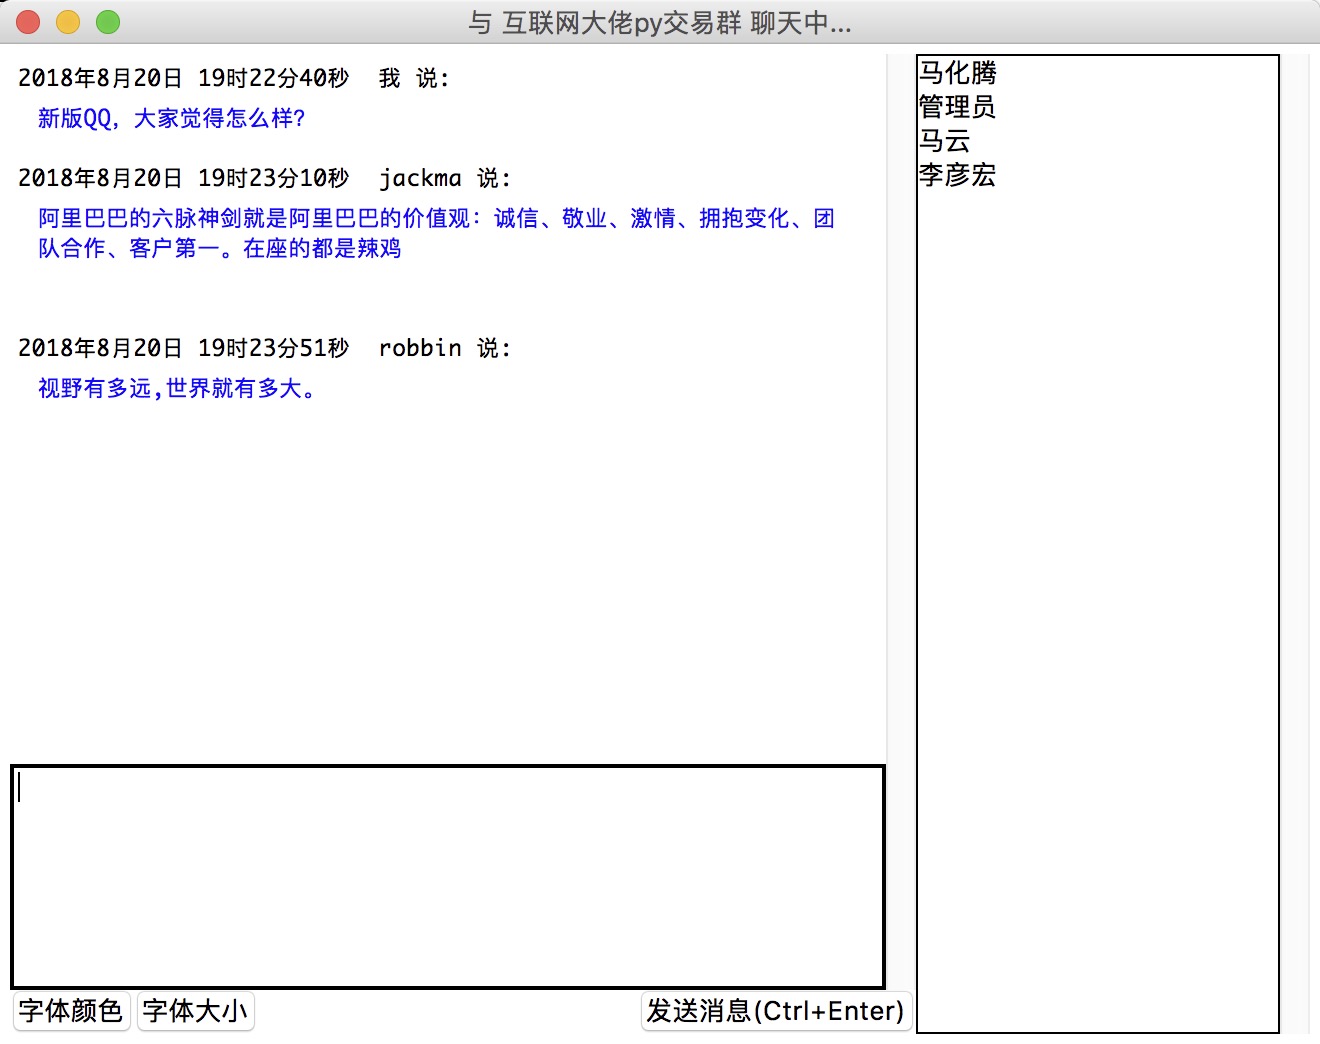 与 互联网大佬py交易群 聊天中...
2018年8月20日 19时22分40秒  我 说:
新版QQ，大家觉得怎么样？
2018年8月20日 19时23分10秒  jackma 说:
阿里巴巴的六脉神剑就是阿里巴巴的价值观：诚信、敬业、激情、拥抱变化、团
队合作、客户第一。在座的都是辣鸡
2018年8月20日 19时23分51秒  robbin 说:
视野有多远,世界就有多大。
马化腾
管理员
马云
李彦宏
字体颜色 字体大小 发送消息(Ctrl+Enter)